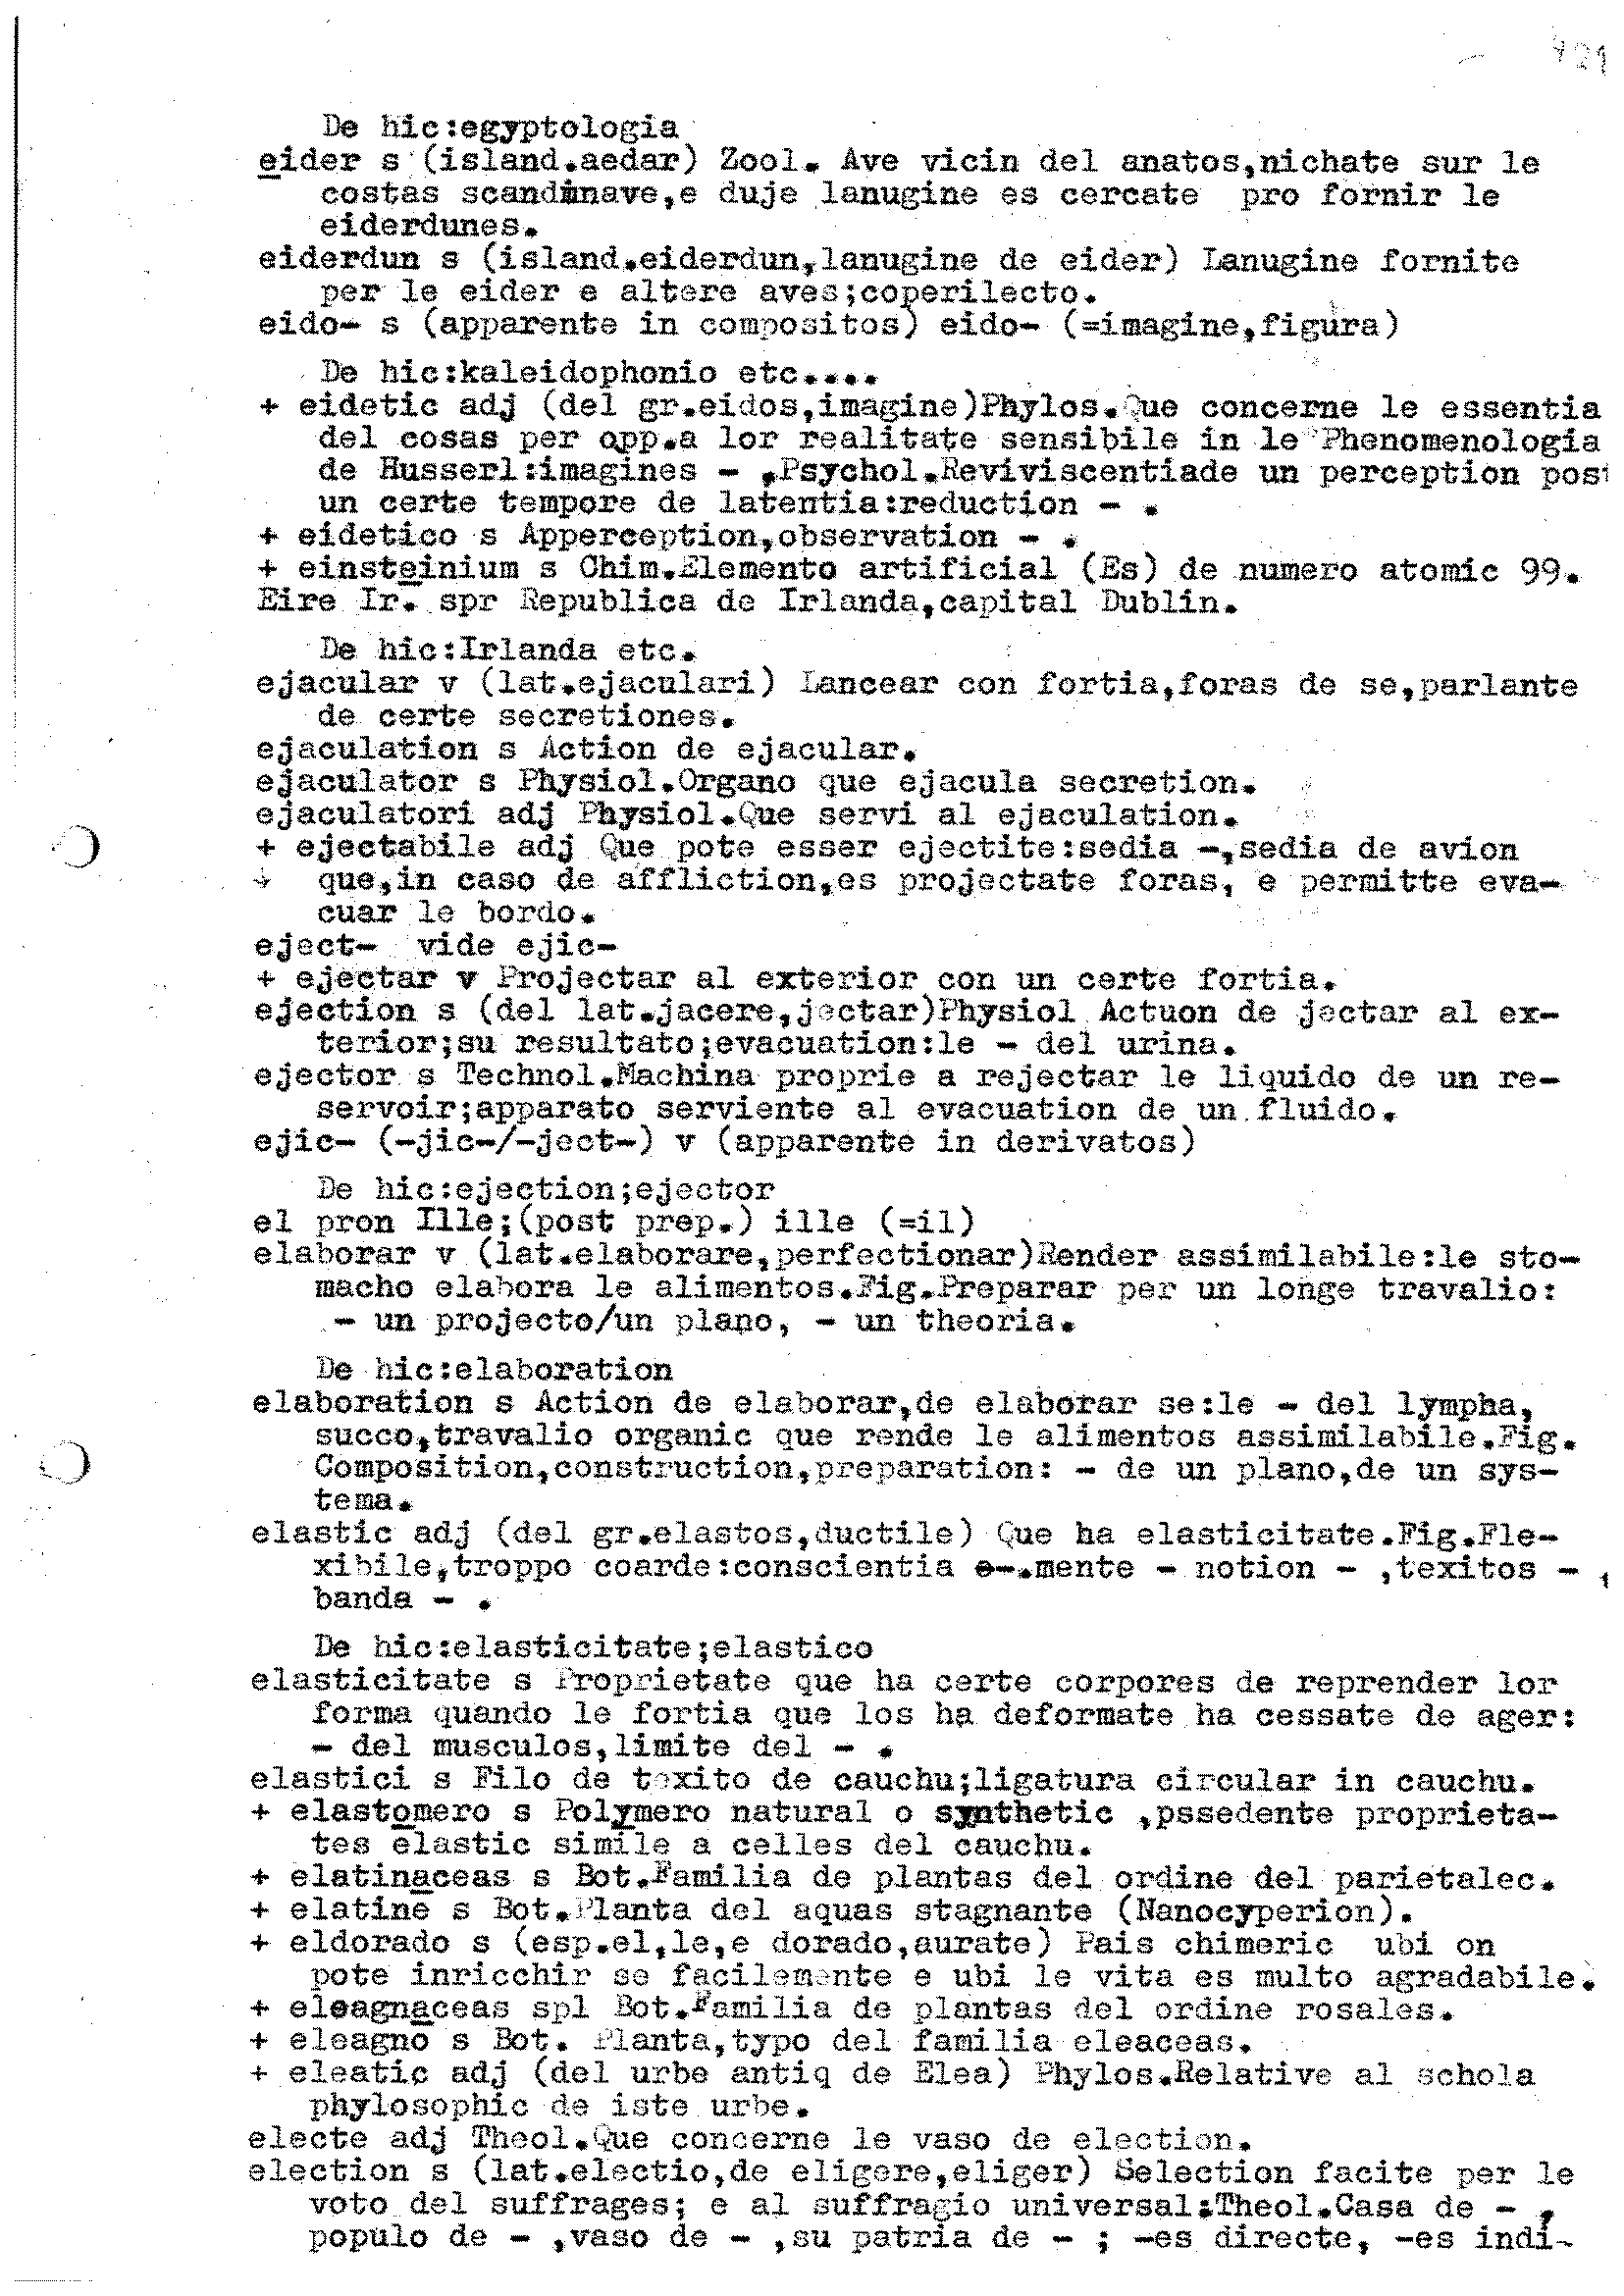 De hic:egyptologia
eider s (island.aedar) Zool. Ave vicin del anatos,nichate sur le
costas scandinnave,e duje lanugine es cercate pro fornir le
eiderdunes.
eiderdun s (island.eiderdun,lanugine de eider) Lanugine fornite
per le eider e altere aves;coperilecto.
eido- s (apparente in compositos) eido- (=imagine,figura)
De hic:kaleidophonio etc....
+ eidetic adj (del gr.eidos,imagine)Phylos.Que concerne le essentia
del cosas per opp.a lor realitate sensibile in le Phenomenologia
de Husserl:imagines - ,Psychol.Reviviscentiade un perception post
un certe tempore de latentia:reduction - .
+ eidetico s Apperception,observation - .
+ einsteinium s Chim.Elemento artificial (Es) de numero atomic 99.
Eire Ir. spr Republica de Irlanda,capital Dublin.
De hic:Irlanda etc.
ejacular v (lat.ejaculari) Lancear con fortia,foras de se,parlante
de certe secretiones.
ejaculation s Action de ejacular.
ejaculator s Physiol.Organo que ejacula secretion.
ejaculatori adj Physiol.Que servi al ejaculation.
+ ejectabile adj Que pote esser ejectite:sedia -,sedia de avion
+ que,in caso de affliction,es projectate foras, e permitte eva-
cuar le bordo.
eject- vide ejic-
+ ejectar v Projectar al exterior con un certe fortia.
ejection s (del lat.jacere,jectar)Physiol Actuon de jectar al ex-
terior;su resultato;evacuation:le - del urina.
ejector s Technol.Machina proprie a rejectar le liquido de un re-
servoir;apparato serviente al evacuation de un fluido.
ejic- (-jic-/-ject-) v (apparente in derivatos)
De hic:ejection;ejector
el pron Ille;(post prep.) ille (=il)
elaborar v (lat.elaborare,perfectionar)Render assimilabile:le sto-
macho elabora le alimentos.Fig.Preparar per un longe travalio:
- un projecto/un plano, - un theoria.
De hic:elaboration
elaboration s Action de elaborar,de elaborar se:le - del lympha,
succo,travalio organic que rende le alimentos assimilabile.Fig.
Composition,construction,preparation: - de un plano,de un sys-
tema.
elastic adj (del gr.elastos,ductile) Que ha elasticitate.Fig.Fle-
xibile,troppo coarde:conscientia e-.mente - notion - ,texitos - ,
banda - .
De hic:elasticitate;elastico
elasticitate s Proprietate que ha certe corpores de reprender lor
forma quando le fortia que los ha deformate ha cessate de ager:
- del musculos,limite del - .
elastici s Filo de texito de cauchu;ligatura circular in cauchu.
+ elastomero s Polymero natural o synthetic ,pssedente proprieta-
tes elastic simile a celles del cauchu.
+ elatinaceas s Bot.Familia de plantas del ordine del parietalec.
+ elatine s Bot.Planta del aquas stagnante (Nanocyperion).
+ eldorado s (esp.el,le,e dorado,aurate) Pais chimeric ubi on
pote inricchir se facilemente e ubi le vita es multo agradabile.
+ eleagnaceas spl Bot.Familia de plantas del ordine rosales.
+ eleagno s Bot. Planta,typo del familia eleaceas.
+ eleatic adj (del urbe antiq de Elea) Phylos.Relative al schola
phylosophic de iste urbe.
electe adj Theol.Que concerne le vaso de election.
election s (lat.electio,de eligere,eliger) Selection facite per le
voto del suffrages; e al suffragio universal:Theol.Casa de - ,
populo de - ,vaso de - ,su patria de - ; -es directe, -es indi-